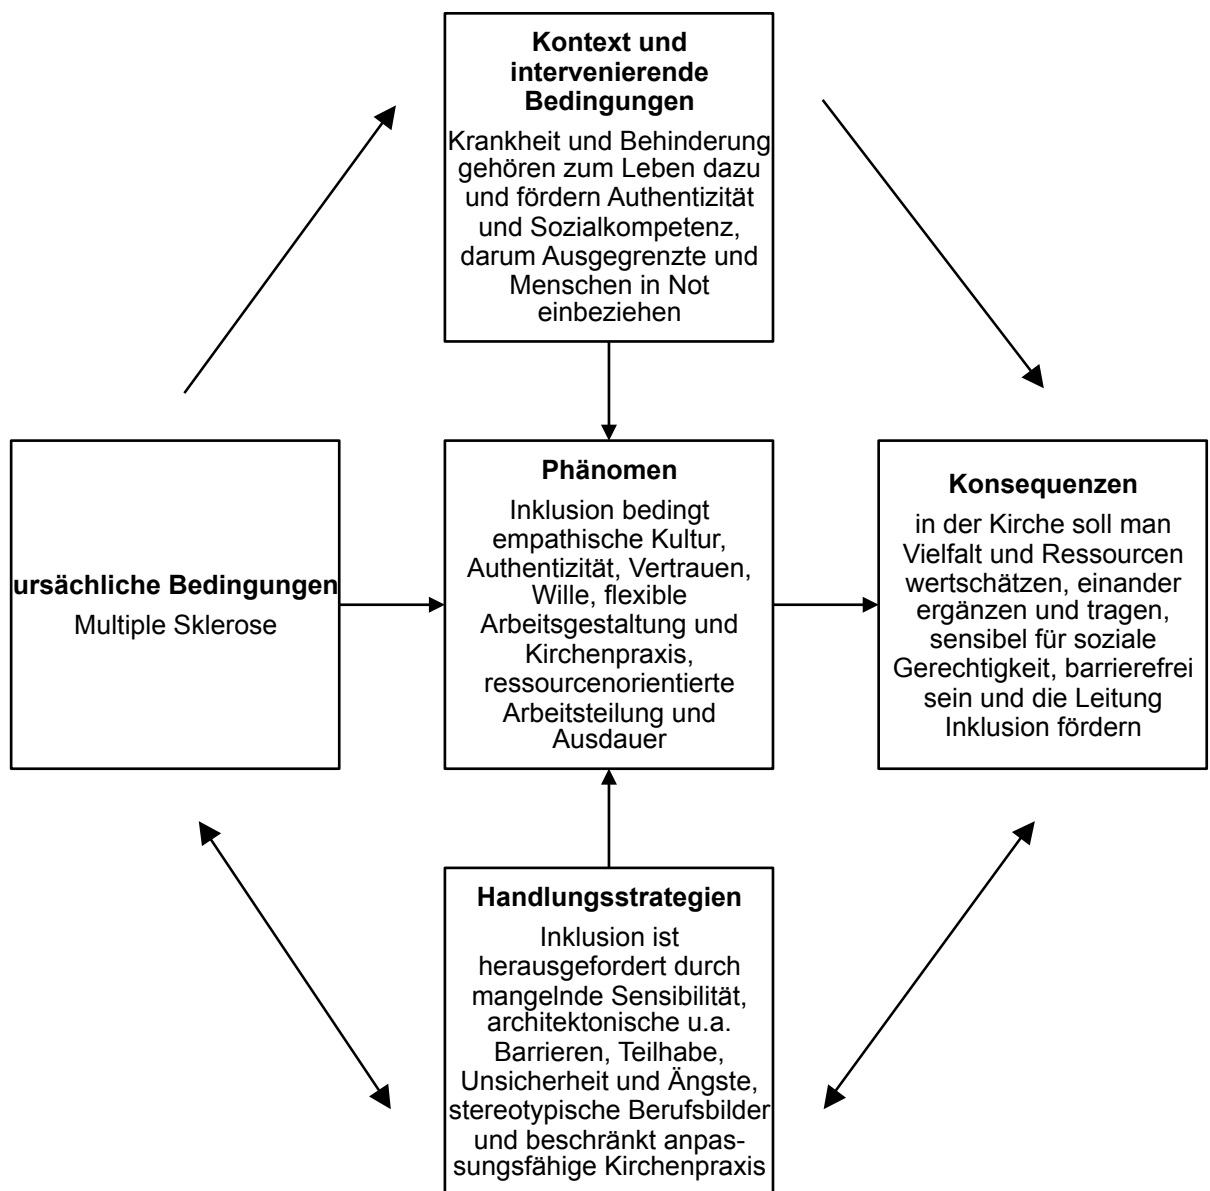 Kontext und
intervenierende
Bedingungen
Krankheit und Behinderung
gehören zum Leben dazu
und fördern Authentizität
und Sozialkompetenz,
darum Ausgegrenzte und
Menschen in Not
einbeziehen
ursächliche Bedingungen
Multiple Sklerose
Phänomen
Inklusion bedingt
empathische Kultur,
Authentizität, Vertrauen,
Wille, flexible
Arbeitsgestaltung und
Kirchenpraxis,
ressourcenorientierte
Arbeitsteilung und
Ausdauer
Konsequenzen
in der Kirche soll man
Vielfalt und Ressourcen
wertschätzen, einander
ergänzen und tragen,
sensibel für soziale
Gerechtigkeit, barrierefrei
sein und die Leitung
Inklusion fördern
Handlungsstrategien
Inklusion ist
herausgefordert durch
mangelnde Sensibilität,
architektonische u.a.
Barrieren, Teilhabe,
Unsicherheit und Ängste,
stereotypische Berufsbilder
und beschränkt anpas-
sungsfähige Kirchenpraxis